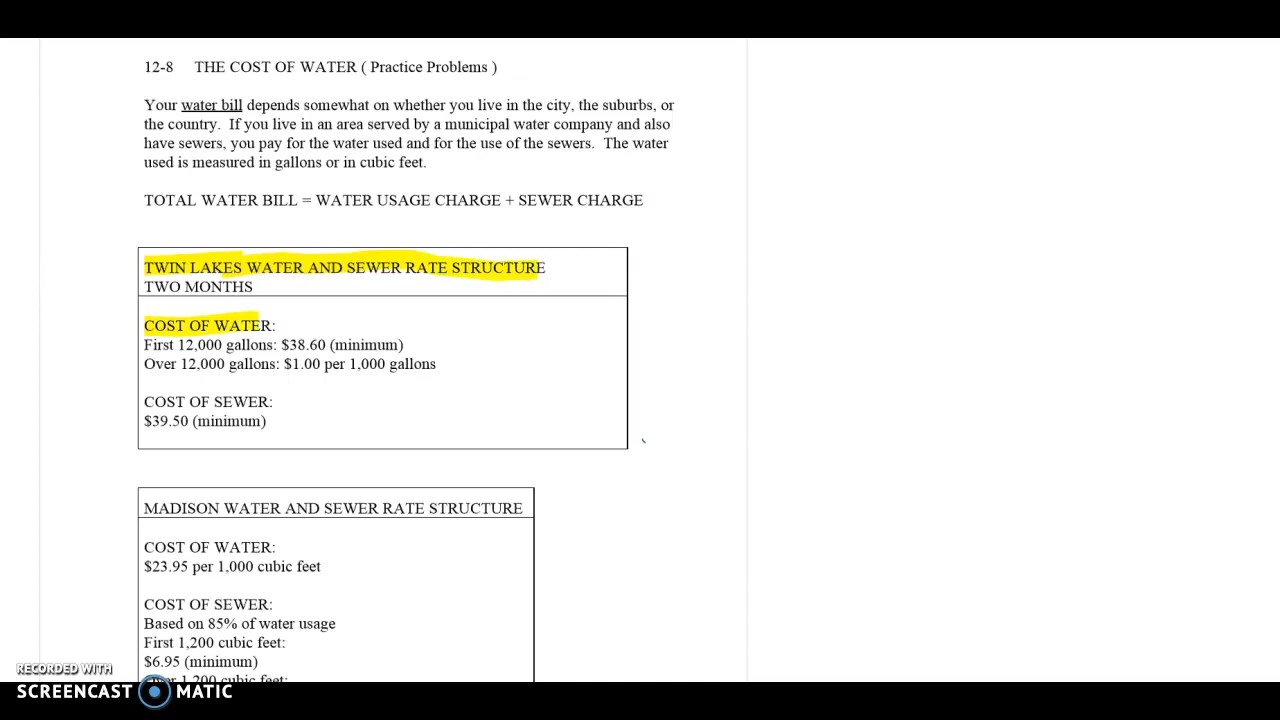 12-8 THE COST OF WATER ( Practice Problems )
Your water bill depends somewhat on whether you live in the city, the suburbs, or
the country. If you live in an area served by a municipal water company and also
have sewers, you pay for the water used and for the use of the sewers. The water
used is measured in gallons or in cubic feet.
TOTAL WATER BILL = WATER USAGE CHARGE + SEWER CHARGE
TWIN LAKES WATER AND SEWER RATE STRUCTURE
TWO MONTHS
COST OF WATER:
First 12,000 gallons: $38.60 (minimum)
Over 12,000 gallons: $1.00 per 1,000 gallons
COST OF SEWER:
$39.50 (minimum)
MADISON WATER AND SEWER RATE STRUCTURE
COST OF WATER:
$23.95 per 1,000 cubic feet
COST OF SEWER:
Based on 85% of water usage
First 1,200 cubic feet:
$6.95 (minimum)
1,200 cubic feet:
RECORDED WITH
SCREENCAST MATIC